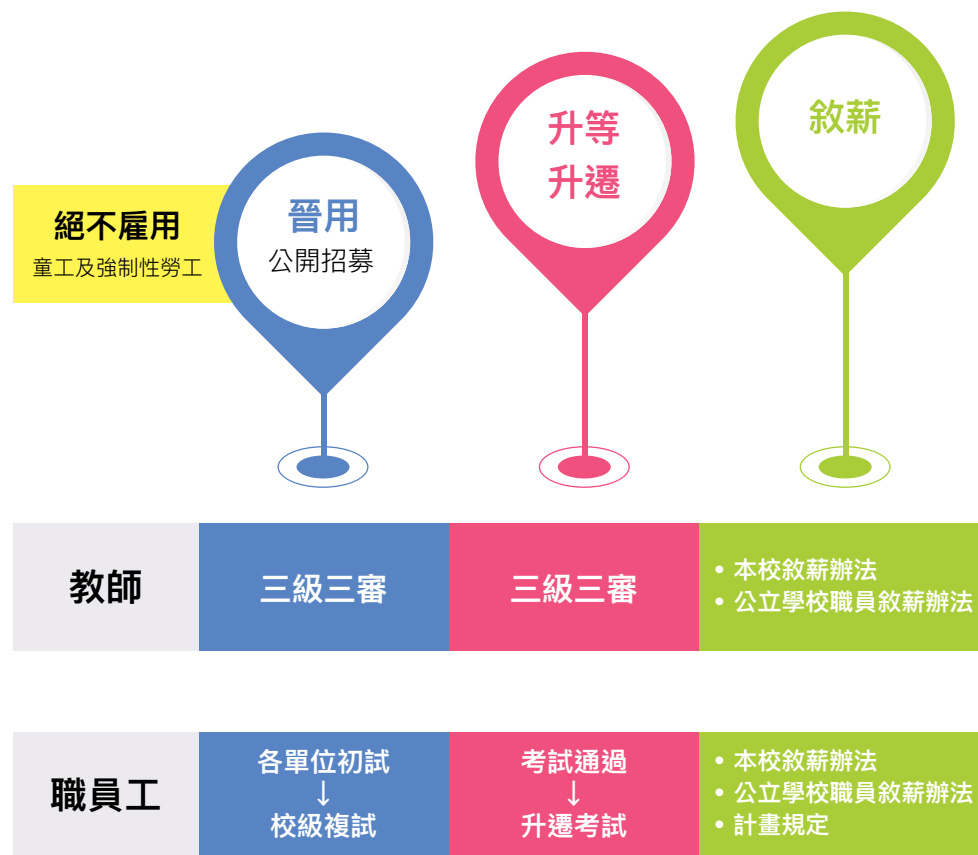 絕不雇用
童工及強制性勞工
晉用
公開招募
升等
升遷
敘薪
教師
三級三審
三級三審
• 本校敘薪辦法
• 公立學校職員敘薪辦法
職員工
各單位初試
↓
校級複試
考試通過
↓
升遷考試
• 本校敘薪辦法
• 公立學校職員敘薪辦法
• 計畫規定